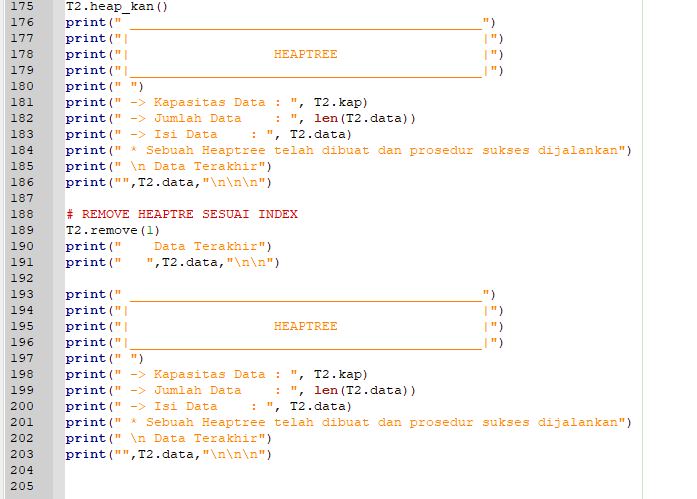 175 T2.heap_kan()
176 print(" ____________________________________________")
177 print("|                                            |")
178 print("|                  HEAPTREE                  |")
179 print("|____________________________________________|")
180 print(" ")
181 print(" -> Kapasitas Data : ", T2.kap)
182 print(" -> Jumlah Data    : ", len(T2.data))
183 print(" -> Isi Data    : ", T2.data)
184 print(" * Sebuah Heaptree telah dibuat dan prosedur sukses dijalankan")
185 print(" \n Data Terakhir")
186 print("",T2.data,"\n\n\n")
187
188 # REMOVE HEAPTRE SESUAI INDEX
189 T2.remove(1)
190 print("    Data Terakhir")
191 print("   ",T2.data,"\n\n")
192
193 print(" ____________________________________________")
194 print("|                                            |")
195 print("|                  HEAPTREE                  |")
196 print("|____________________________________________|")
197 print(" ")
198 print(" -> Kapasitas Data : ", T2.kap)
199 print(" -> Jumlah Data    : ", len(T2.data))
200 print(" -> Isi Data    : ", T2.data)
201 print(" * Sebuah Heaptree telah dibuat dan prosedur sukses dijalankan")
202 print(" \n Data Terakhir")
203 print("",T2.data,"\n\n\n")
204
205